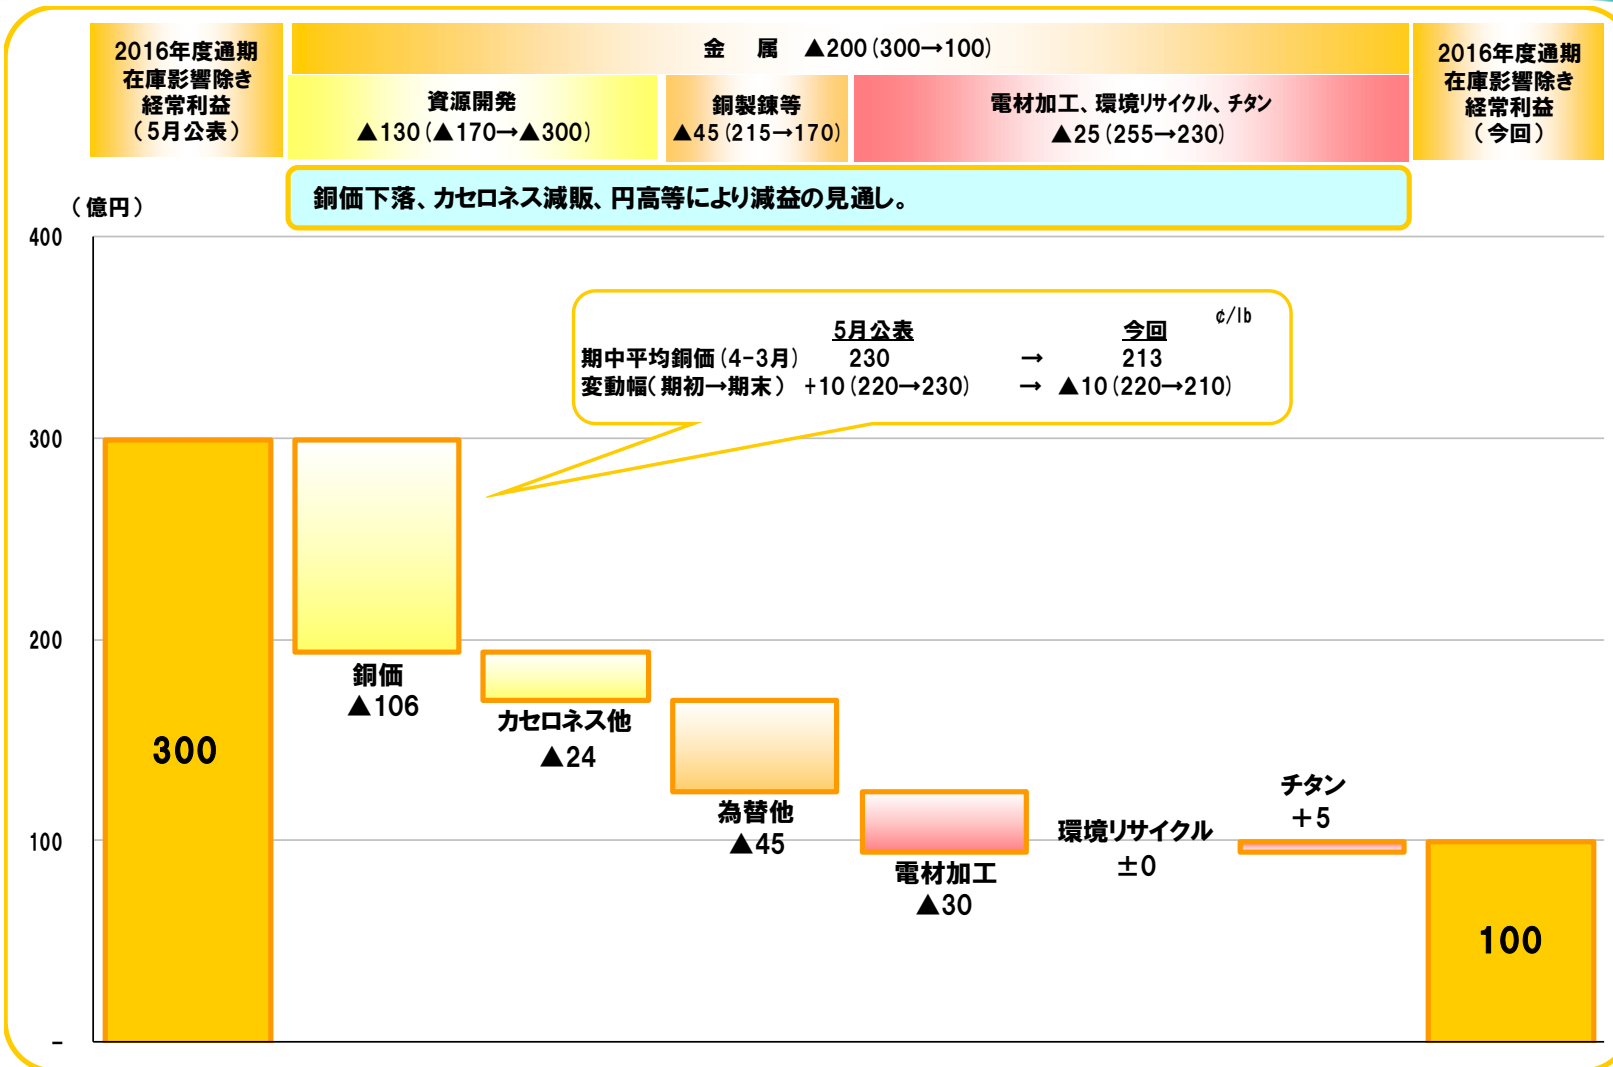 2016年度通期
在庫影響除き
経常利益
（5月公表）
金　属　▲200(300→100)
資源開発
▲130(▲170→▲300)
銅製錬等
▲45(215→170)
電材加工、環境リサイクル、チタン
▲25(255→230)
2016年度通期
在庫影響除き
経常利益
（今回）
銅価下落、カセロネス減販、円高等により減益の見通し。
（億円）
400
300
200
100
-
¢/lb
5月公表　今回
期中平均銅価(4-3月)　230　→　213
変動幅(期初→期末)　+10(220→230)　→　▲10(220→210)
300
銅価
▲106
カセロネス他
▲24
為替他
▲45
電材加工
▲30
環境リサイクル
±0
チタン
+5
100